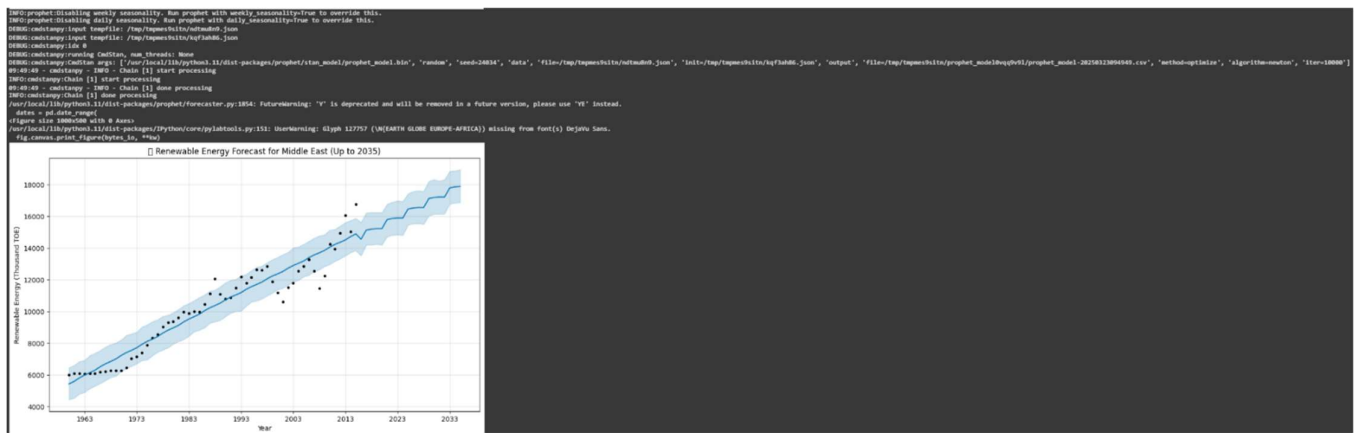 INFO:prophet:Disabling weekly seasonality. Run prophet with weekly_seasonality=True to override this.
INFO:prophet:Disabling daily seasonality. Run prophet with daily_seasonality=True to override this.
DEBUG:cmdstanpy:input tempfile: /tmp/tmpmes9sitn/ndtmu8n9.json
DEBUG:cmdstanpy:input tempfile: /tmp/tmpmes9sitn/kqf3ah86.json
DEBUG:cmdstanpy:idx 0
DEBUG:cmdstanpy:running CmdStan, num_threads: None
DEBUG:cmdstanpy:CmdStan args: ['/usr/local/lib/python3.11/dist-packages/prophet/stan_model/prophet_model.bin', 'random', 'seed=24034', 'data', 'file=/tmp/tmpmes9sitn/ndtmu8n9.json', 'init=/tmp/tmpmes9sitn/kqf3ah86.json', 'output', 'file=/tmp/tmpmes9sitn/prophet_model0vqq9v9l/prophet_model-20250323094949.csv', 'method=optimize', 'algorithm=newton', 'iter=10000']
09:49:49 - cmdstanpy - INFO - Chain [1] start processing
INFO:cmdstanpy:Chain [1] start processing
09:49:49 - cmdstanpy - INFO - Chain [1] done processing
INFO:cmdstanpy:Chain [1] done processing
/usr/local/lib/python3.11/dist-packages/prophet/forecaster.py:1854: FutureWarning: 'Y' is deprecated and will be removed in a future version, please use 'YE' instead.
dates = pd.date_range(
<Figure size 1000x500 with 0 Axes>
/usr/local/lib/python3.11/dist-packages/IPython/core/pylabtools.py:151: UserWarning: Glyph 127757 (\N{EARTH GLOBE EUROPE-AFRICA}) missing from font(s) DejaVu Sans.
fig.canvas.print_figure(bytes_io, **kw)
Renewable Energy Forecast for Middle East (Up to 2035)
Renewable Energy (Thousand TOE)
18000
16000
14000
12000
10000
8000
6000
4000
1963 1973 1983 1993 2003 2013 2023 2033
Year